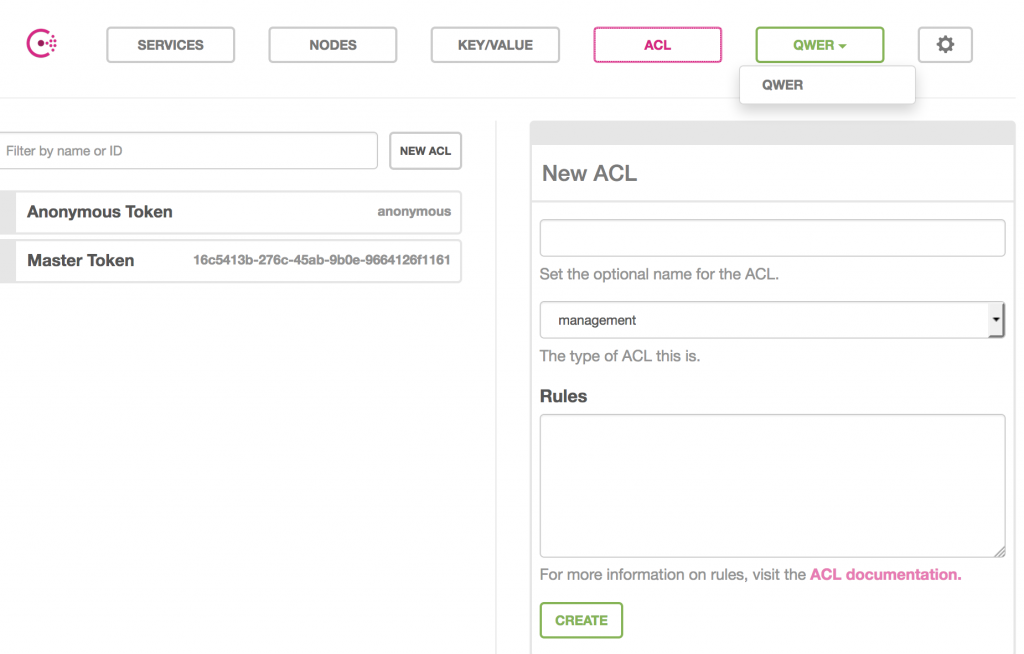 SERVICES
NODES
KEY/VALUE
ACL
QWER
QWER
Filter by name or ID
NEW ACL
Anonymous Token anonymous
Master Token 16c5413b-276c-45ab-9b0e-9664126f1161
New ACL
Set the optional name for the ACL.
management
The type of ACL this is.
Rules
For more information on rules, visit the ACL documentation.
CREATE